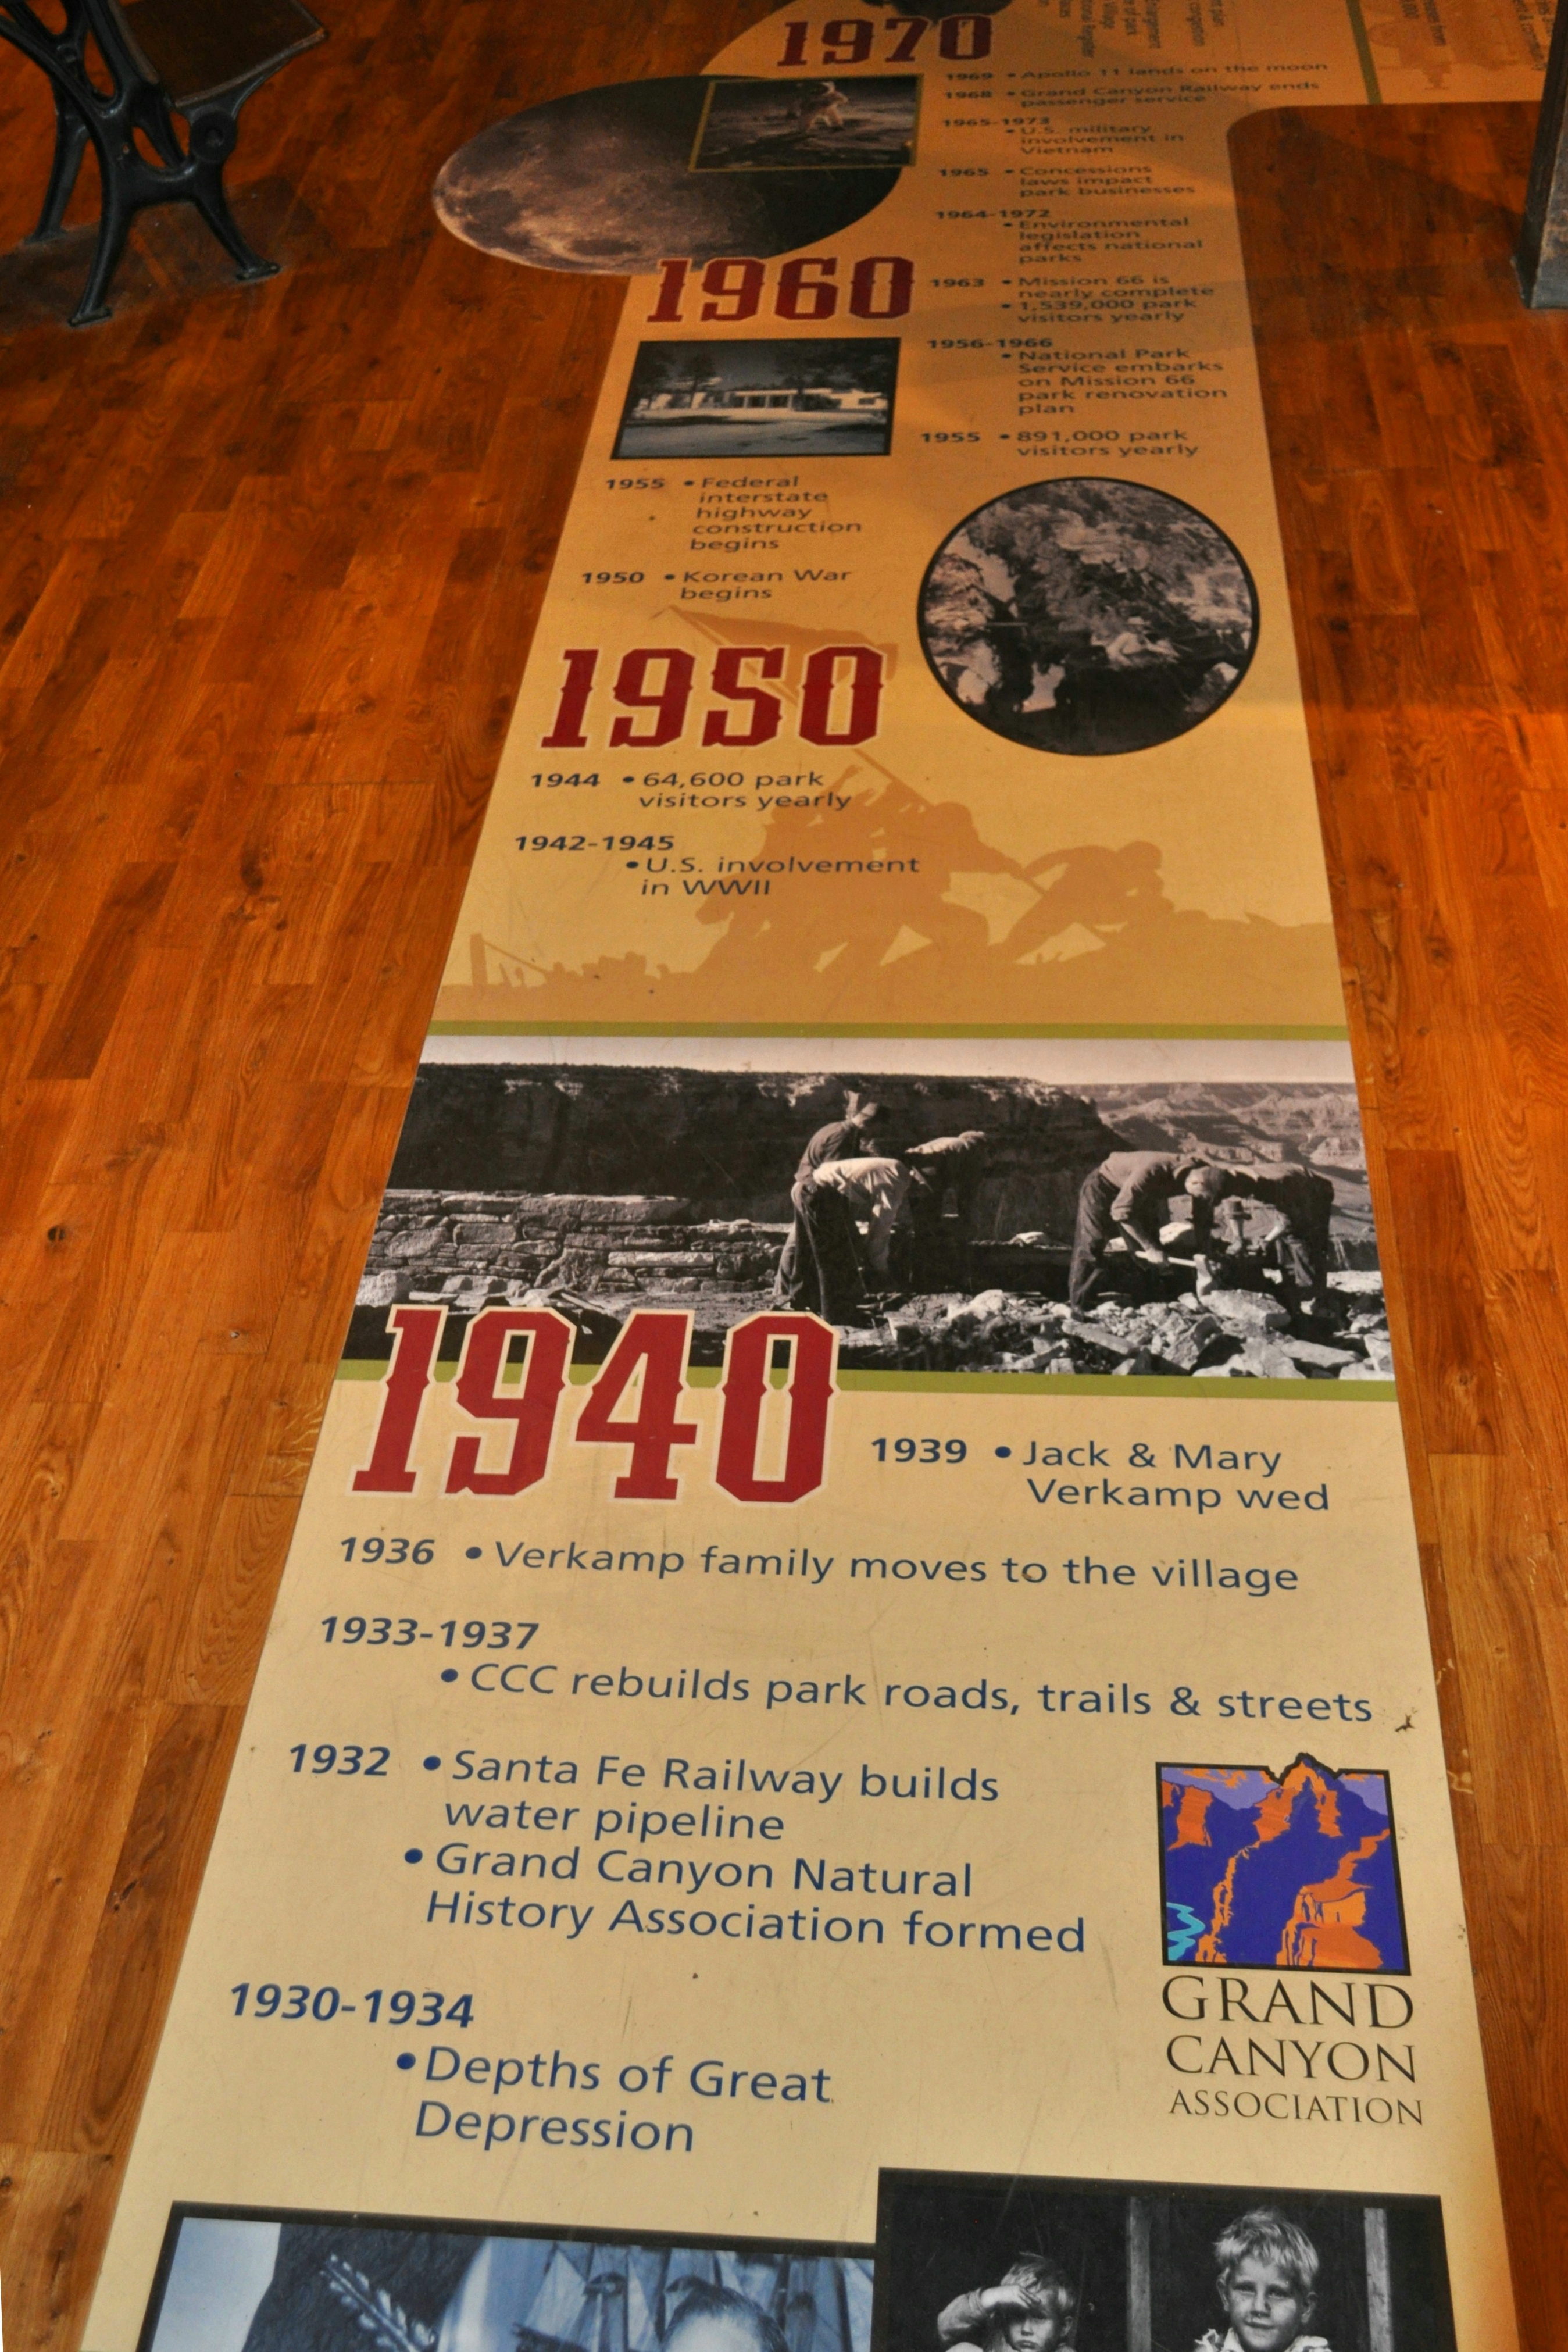 1970
1969 • Apollo 11 lands on the moon
1968 • Grand Canyon Railway ends
passenger service
1965-1973
• U.S. military
involvement in
Vietnam
1965 • Concessions
laws impact
park businesses
1964-1972
• Environmental
legislation
affects national
parks
1960
1963 • Mission 66 is
nearly complete
• 1,539,000 park
visitors yearly
1956-1966
• National Park
Service embarks
on Mission 66
park renovation
plan
1955 • 891,000 park
visitors yearly
1955 • Federal
interstate
highway
construction
begins
1950 • Korean War
begins
1950
1944 • 64,600 park
visitors yearly
1942-1945
• U.S. involvement
in WWII
1940
1939 • Jack & Mary
Verkamp wed
1936 • Verkamp family moves to the village
1933-1937
• CCC rebuilds park roads, trails & streets
1932 • Santa Fe Railway builds
water pipeline
• Grand Canyon Natural
History Association formed
GRAND
CANYON
ASSOCIATION
1930-1934
• Depths of Great
Depression